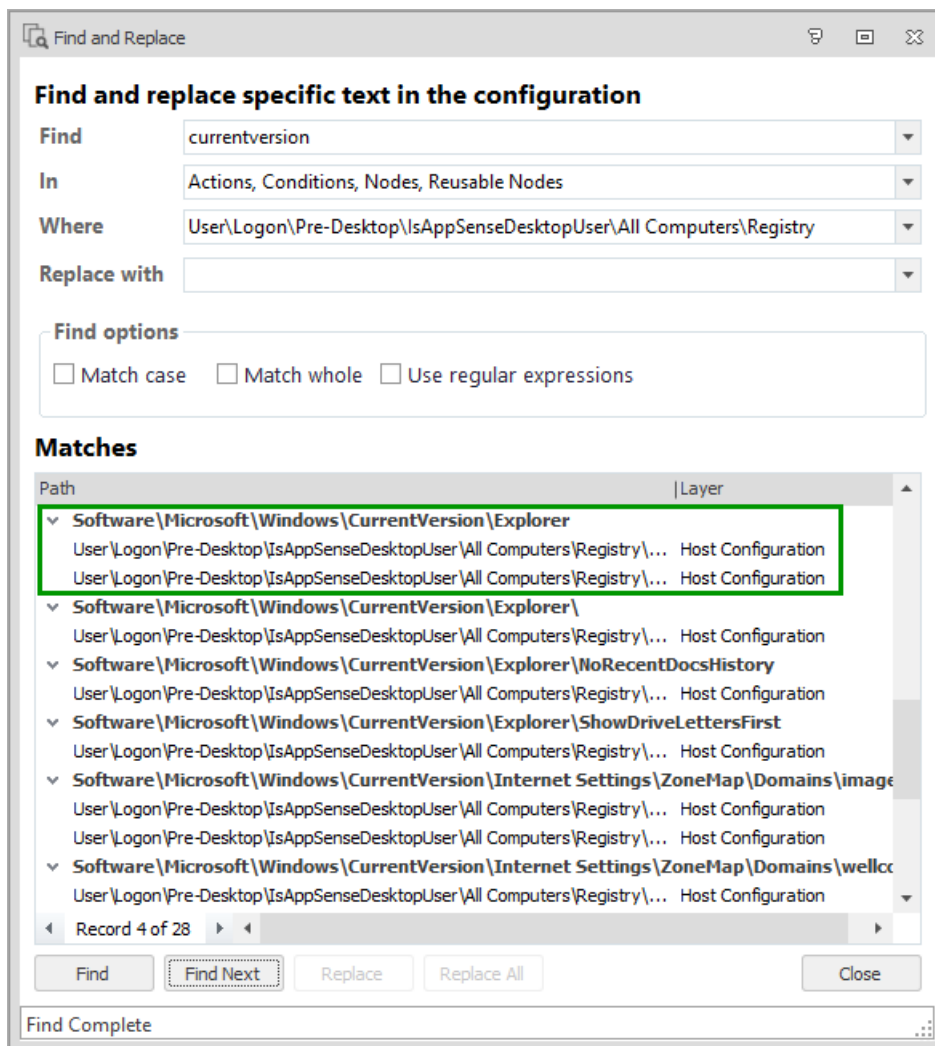 Find and Replace
Find and replace specific text in the configuration
Find currentversion
In Actions, Conditions, Nodes, Reusable Nodes
Where User\Logon\Pre-Desktop\IsAppSenseDesktopUser\All Computers\Registry
Replace with
Find options
Match case Match whole Use regular expressions
Matches
Path |Layer
Software\Microsoft\Windows\CurrentVersion\Explorer
User\Logon\Pre-Desktop\IsAppSenseDesktopUser\All Computers\Registry\... Host Configuration
User\Logon\Pre-Desktop\IsAppSenseDesktopUser\All Computers\Registry\... Host Configuration
Software\Microsoft\Windows\CurrentVersion\Explorer\
User\Logon\Pre-Desktop\IsAppSenseDesktopUser\All Computers\Registry\... Host Configuration
Software\Microsoft\Windows\CurrentVersion\Explorer\NoRecentDocsHistory
User\Logon\Pre-Desktop\IsAppSenseDesktopUser\All Computers\Registry\... Host Configuration
Software\Microsoft\Windows\CurrentVersion\Explorer\ShowDriveLettersFirst
User\Logon\Pre-Desktop\IsAppSenseDesktopUser\All Computers\Registry\... Host Configuration
Software\Microsoft\Windows\CurrentVersion\Internet Settings\ZoneMap\Domains\image
User\Logon\Pre-Desktop\IsAppSenseDesktopUser\All Computers\Registry\... Host Configuration
User\Logon\Pre-Desktop\IsAppSenseDesktopUser\All Computers\Registry\... Host Configuration
Software\Microsoft\Windows\CurrentVersion\Internet Settings\ZoneMap\Domains\wellco
User\Logon\Pre-Desktop\IsAppSenseDesktopUser\All Computers\Registry\... Host Configuration
Record 4 of 28
Find Find Next Replace Replace All Close
Find Complete